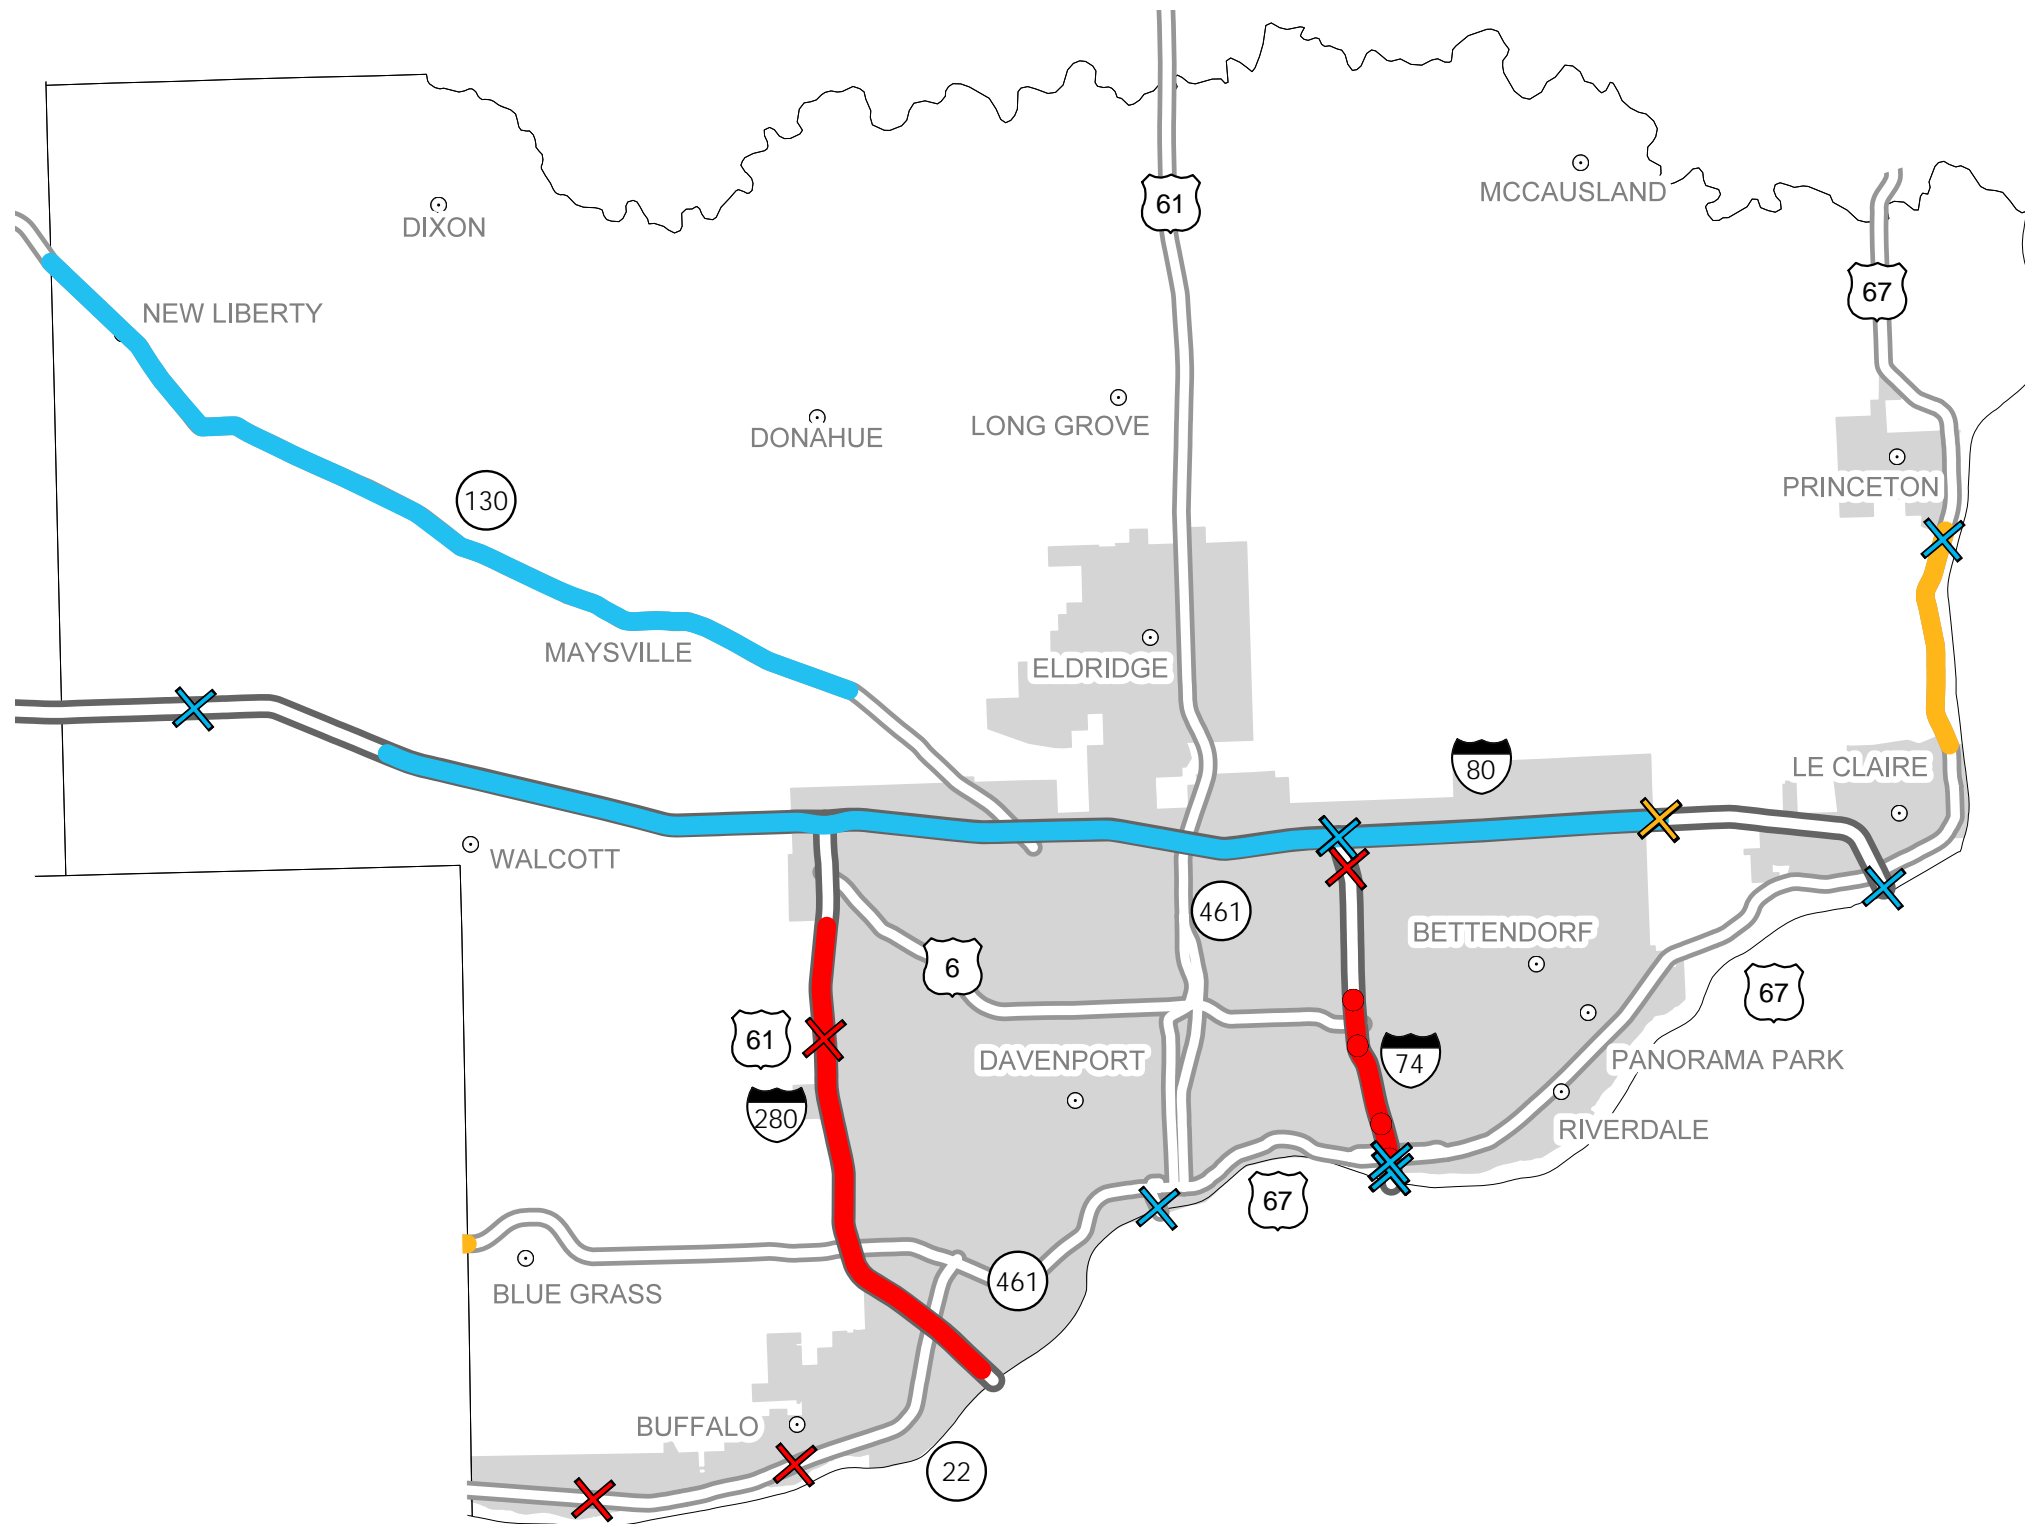 MCCAUSLAND
61
DIXON
67
NEW LIBERTY
LONG GROVE
DONAHUE
PRINCETON
130
MAYSVILLE
ELDRIDGE
80
LE CLAIRE
WALCOTT
461
BETTENDORF
6
67
61
DAVENPORT
74
PANORAMA PARK
280
RIVERDALE
67
461
BLUE GRASS
BUFFALO
22